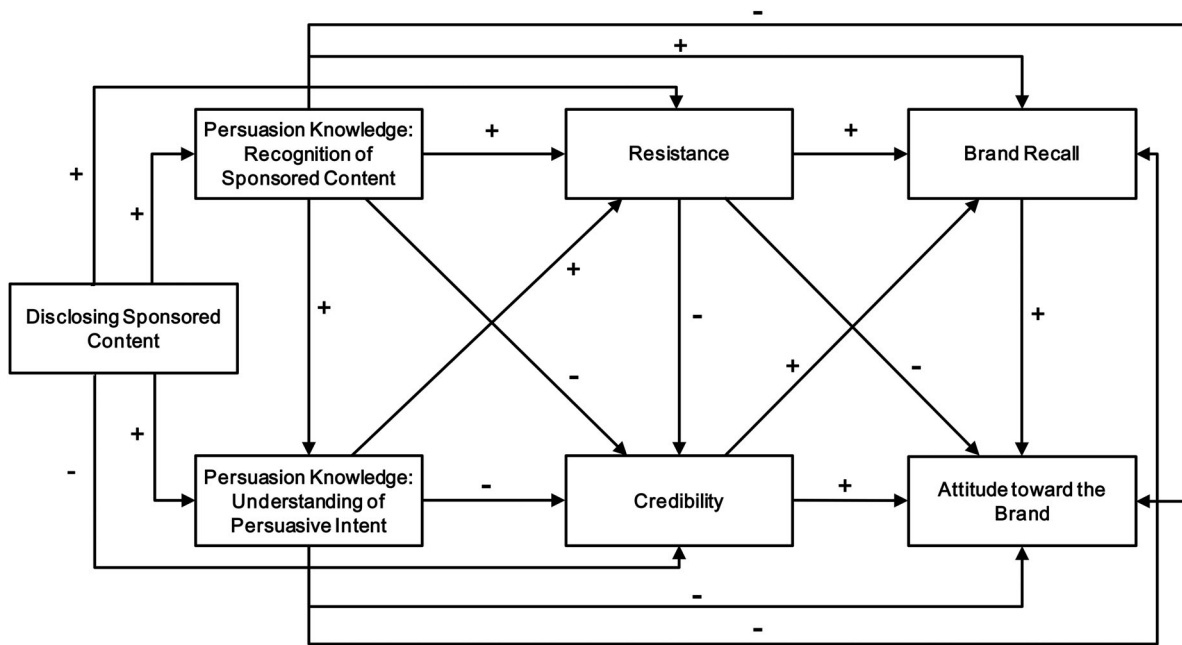 -
+
Persuasion Knowledge:
Recognition of
Sponsored Content
+
Resistance
+
Brand Recall
+
+
+
Disclosing Sponsored
Content
+
-
+
+
-
-
+
-
Persuasion Knowledge:
Understanding of
Persuasive Intent
-
Credibility
+
Attitude toward the
Brand
-
-